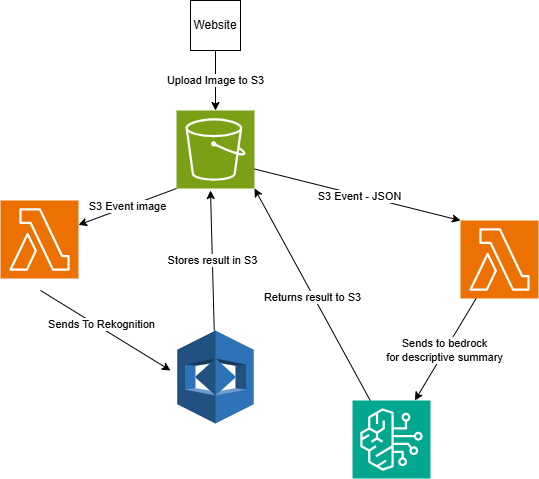 Website
Upload Image to S3
S3 Event image
S3 Event - JSON
Stores result in S3
Returns result to S3
Sends To Rekognition
Sends to bedrock
for descriptive summary